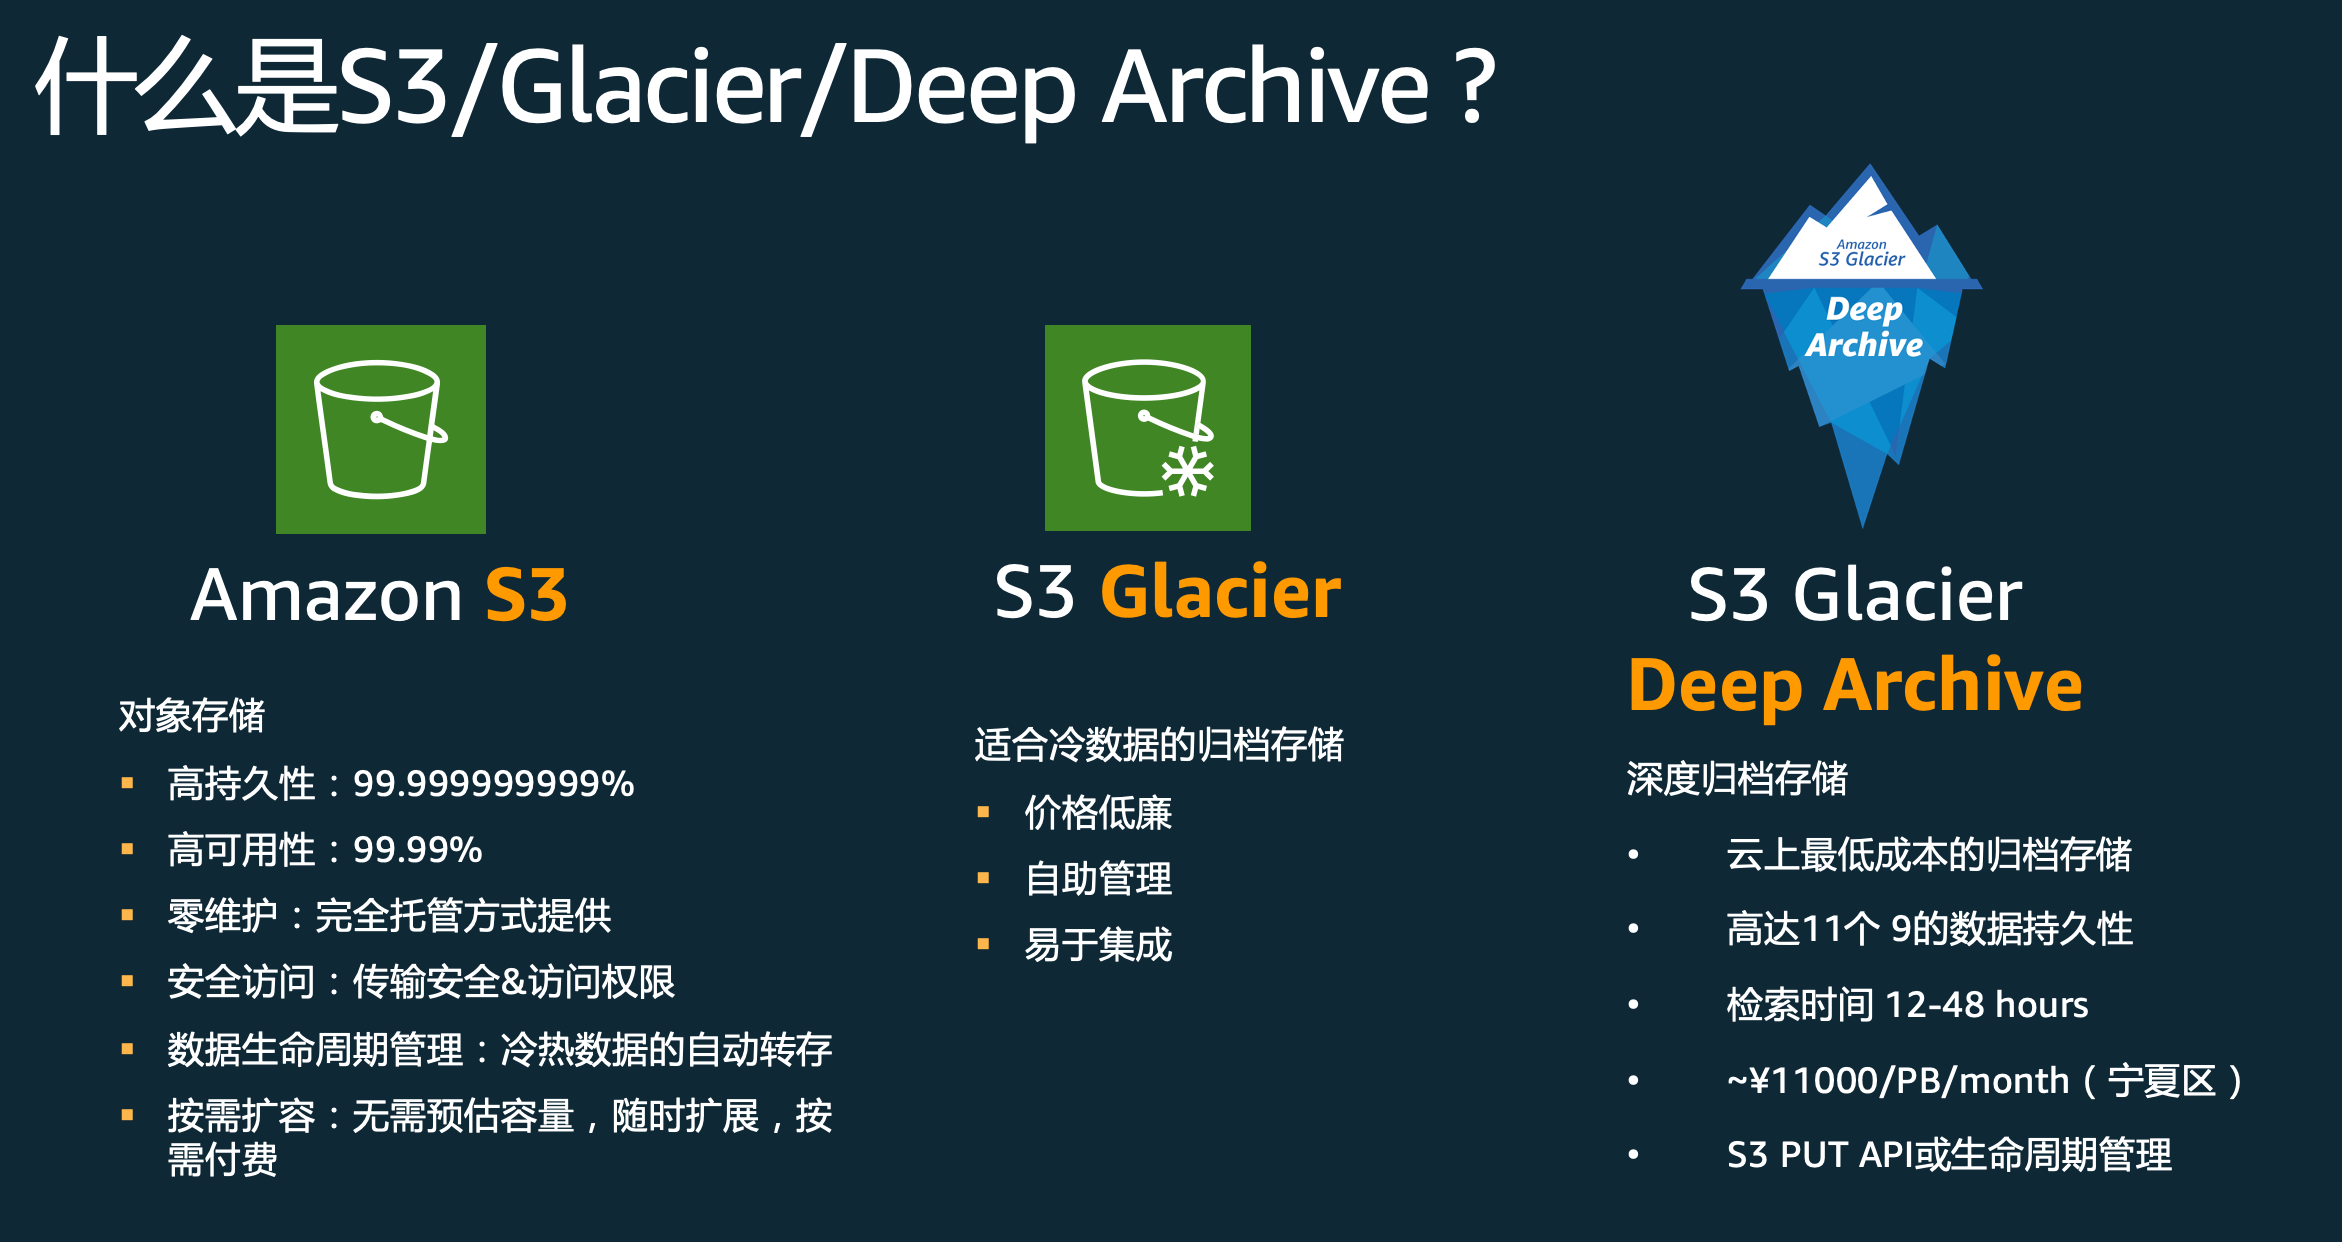 什么是S3/Glacier/Deep Archive？
Amazon
S3 Glacier
Deep
Archive
Amazon S3
对象存储
▪ 高持久性：99.999999999%
▪ 高可用性：99.99%
▪ 零维护：完全托管方式提供
▪ 安全访问：传输安全&访问权限
▪ 数据生命周期管理：冷热数据的自动转存
▪ 按需扩容：无需预估容量，随时扩展，按
需付费
S3 Glacier
适合冷数据的归档存储
▪ 价格低廉
▪ 自助管理
▪ 易于集成
S3 Glacier
Deep Archive
深度归档存储
• 云上最低成本的归档存储
• 高达11个 9的数据持久性
• 检索时间 12-48 hours
• ~¥11000/PB/month（宁夏区）
• S3 PUT API或生命周期管理